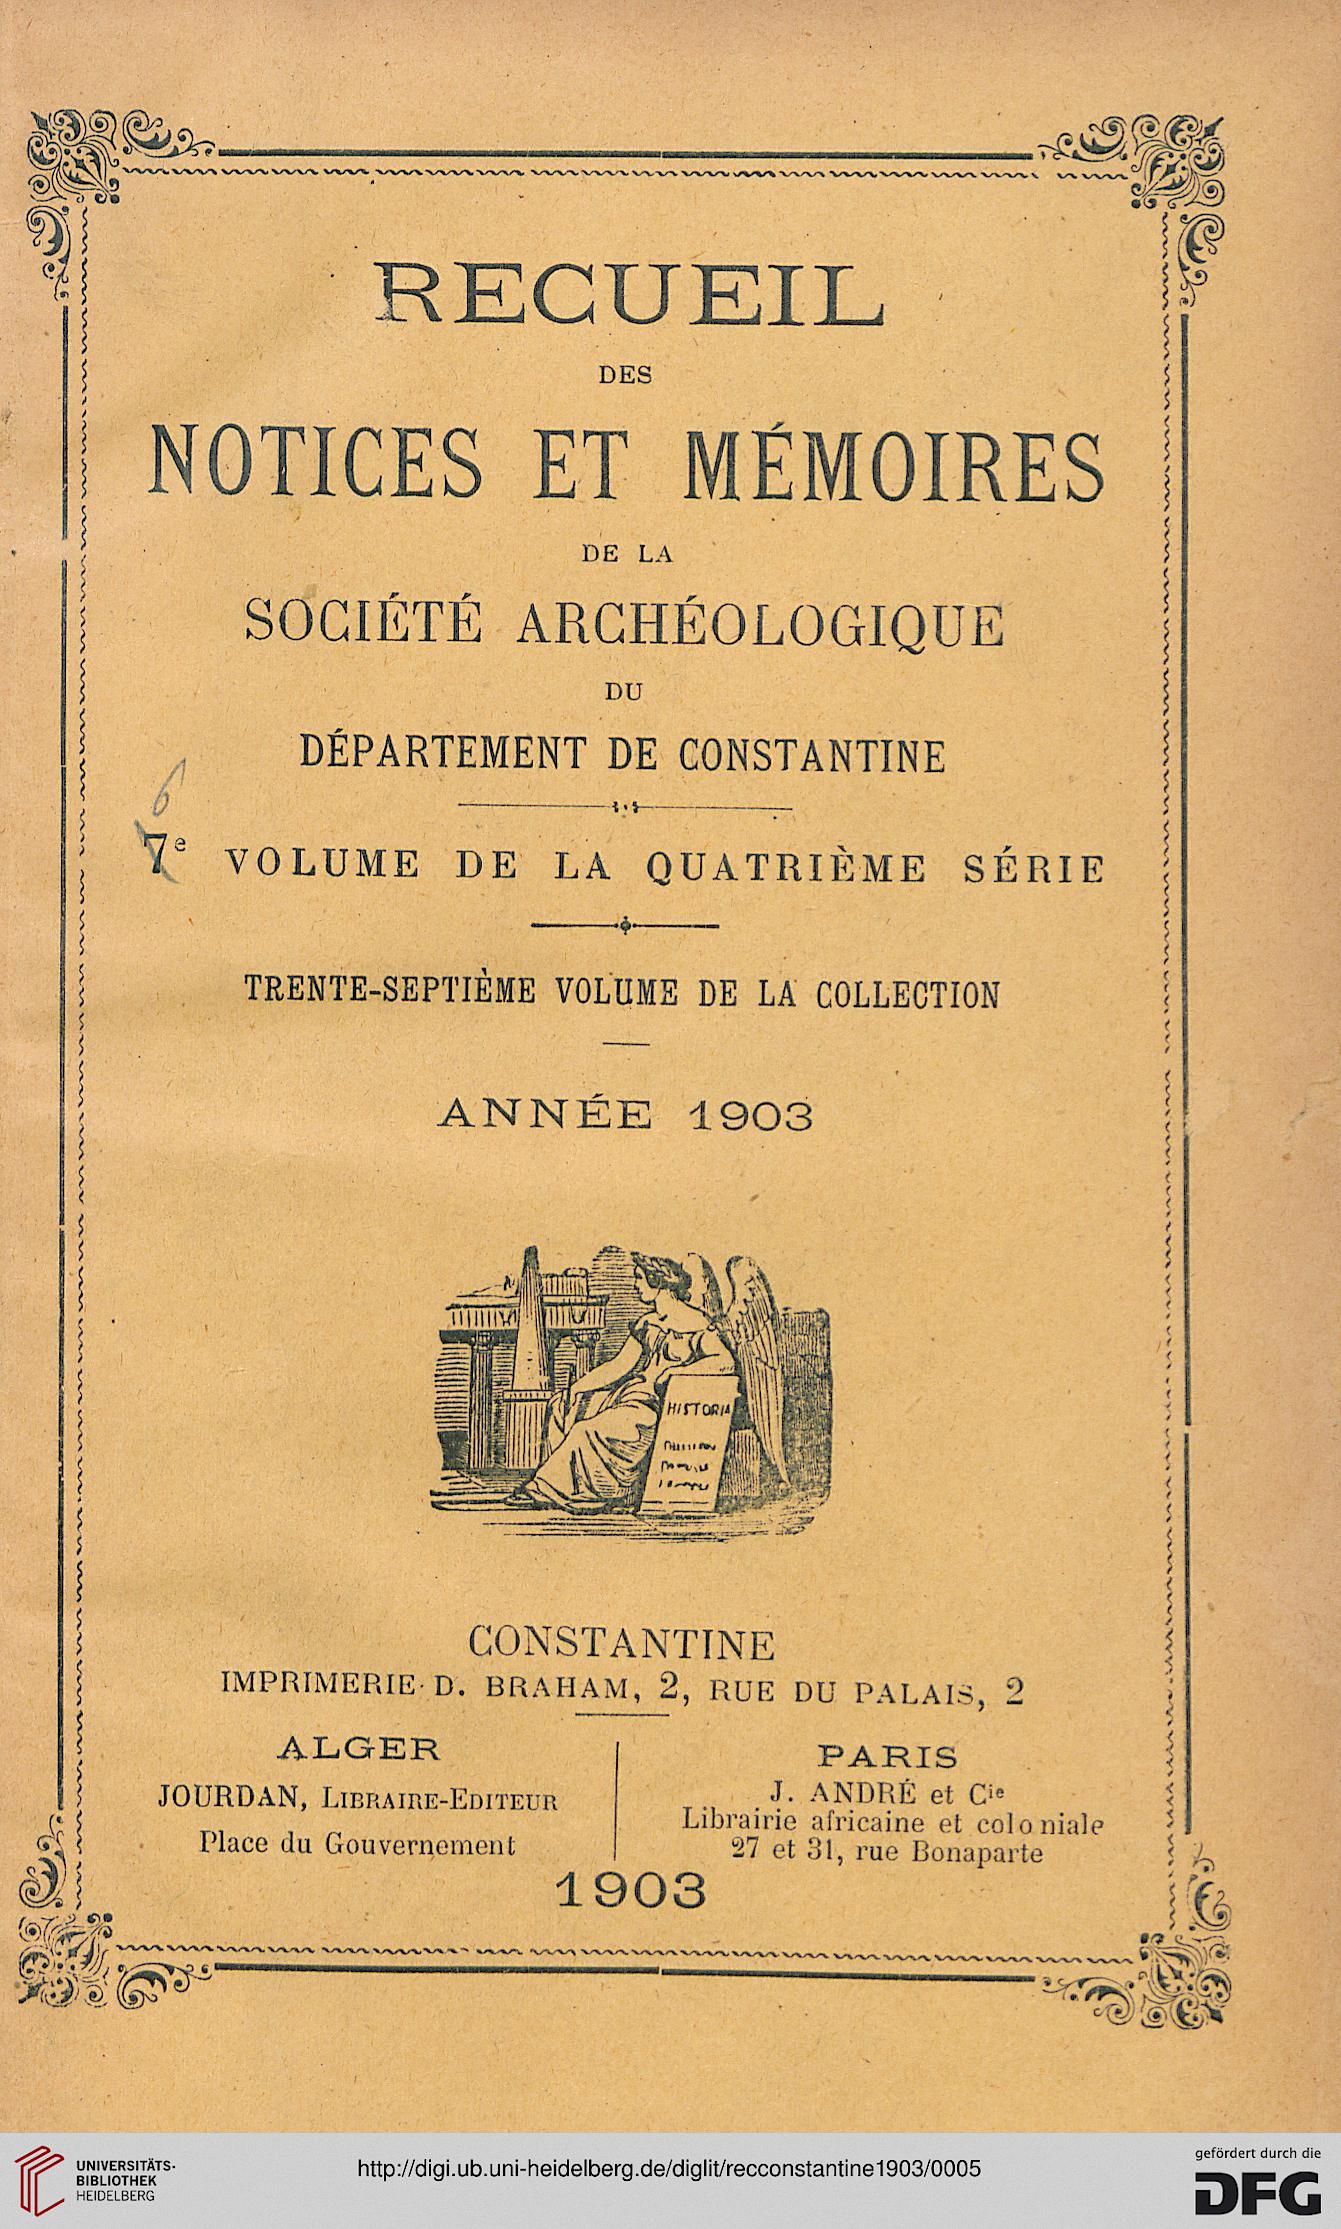 RECUEIL
DES
NOTICES ET MÉMOIRES
DE LA
SOCIÉTÉ ARCHÉOLOGIQUE
DU
DÉPARTEMENT DE CONSTANTINE
6
7e VOLUME DE LA QUATRIÈME SÉRIE
TRENTE-SEPTIÈME VOLUME DE LA COLLECTION
ANNÉE 1903
HISTORIA
CONSTANTINE
IMPRIMERIE D. BRAHAM, 2, RUE DU PALAIS, 2
ALGER
JOURDAN, LIBRAIRE-EDITEUR
Place du Gouvernement
PARIS
J. ANDRÉ et Cie
Librairie africaine et coloniale
27 et 31, rue Bonaparte
1903
UNIVERSITÄTS-
BIBLIOTHEK
HEIDELBERG
http://digi.ub.uni-heidelberg.de/diglit/recconstantine1903/0005
gefördert durch die
DFG